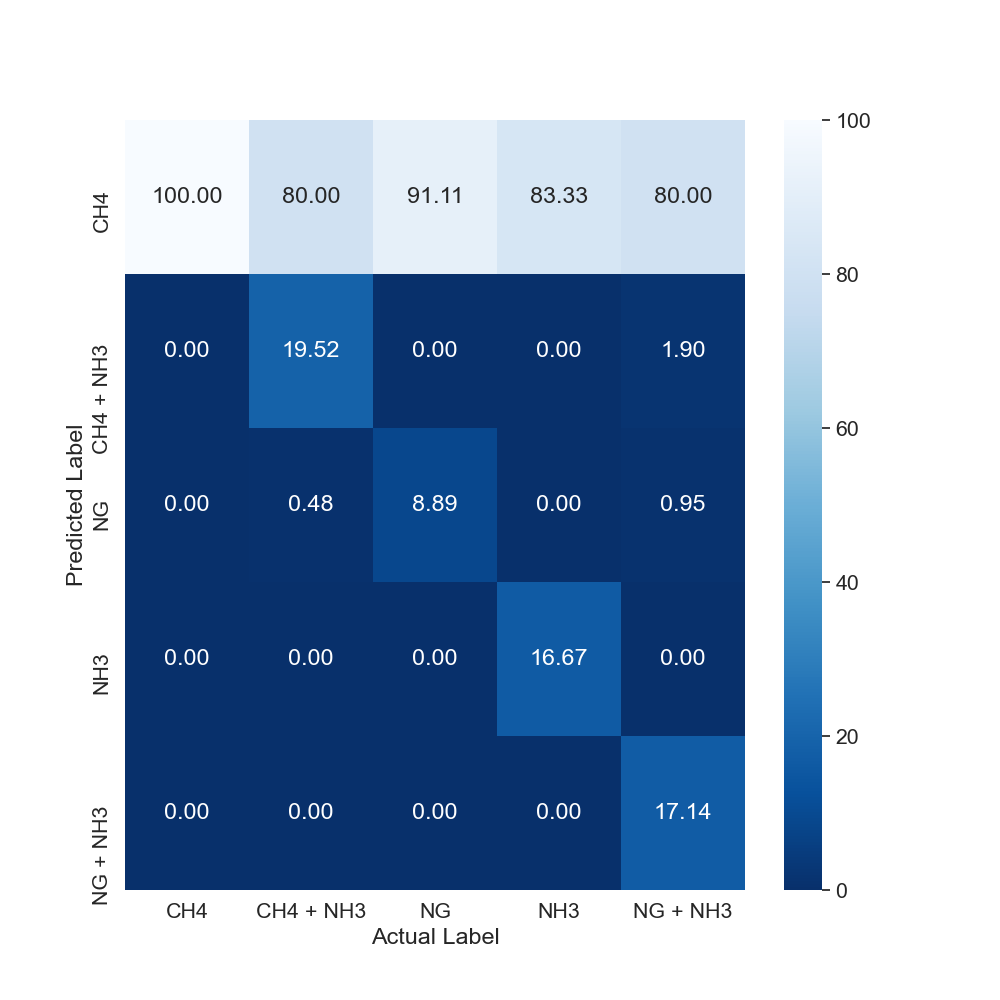 100.00 80.00 91.11 83.33 80.00
0.00 19.52 0.00 0.00 1.90
0.00 0.48 8.89 0.00 0.95
0.00 0.00 0.00 16.67 0.00
0.00 0.00 0.00 0.00 17.14
CH4
CH4 + NH3
NG
NH3
NG + NH3
Predicted Label
CH4 CH4 + NH3 NG NH3 NG + NH3
Actual Label
100
80
60
40
20
0